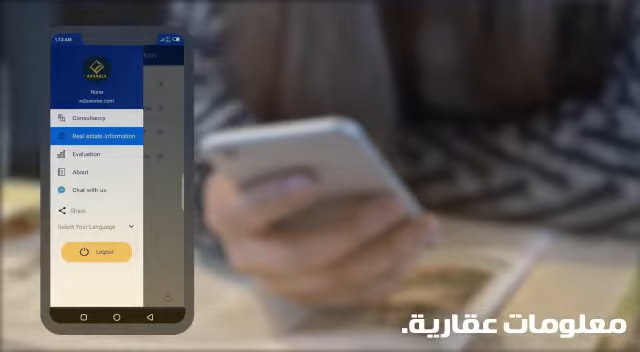 1:13 AM
Nona
Consultancy
Real estate information
Evaluation
About
Chat with us
Share
Select Your Language
Logout
معلومات عقارية.